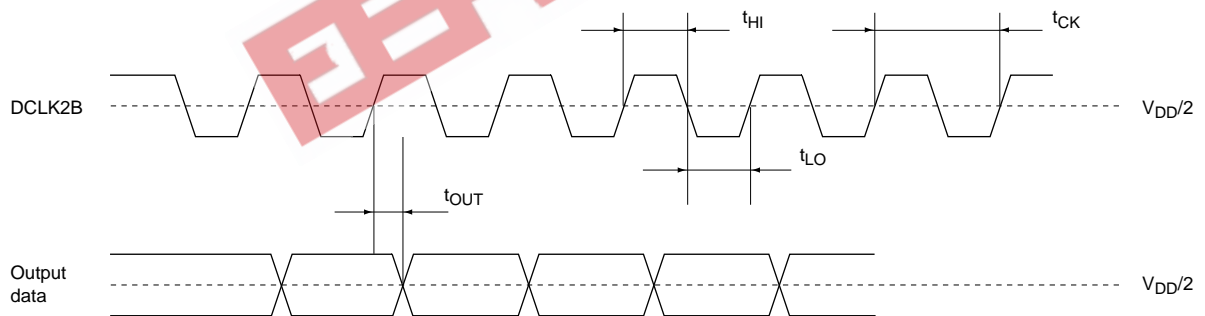 tHI
tCK
DCLK2B
VDD/2
tLO
tOUT
Output
data
VDD/2